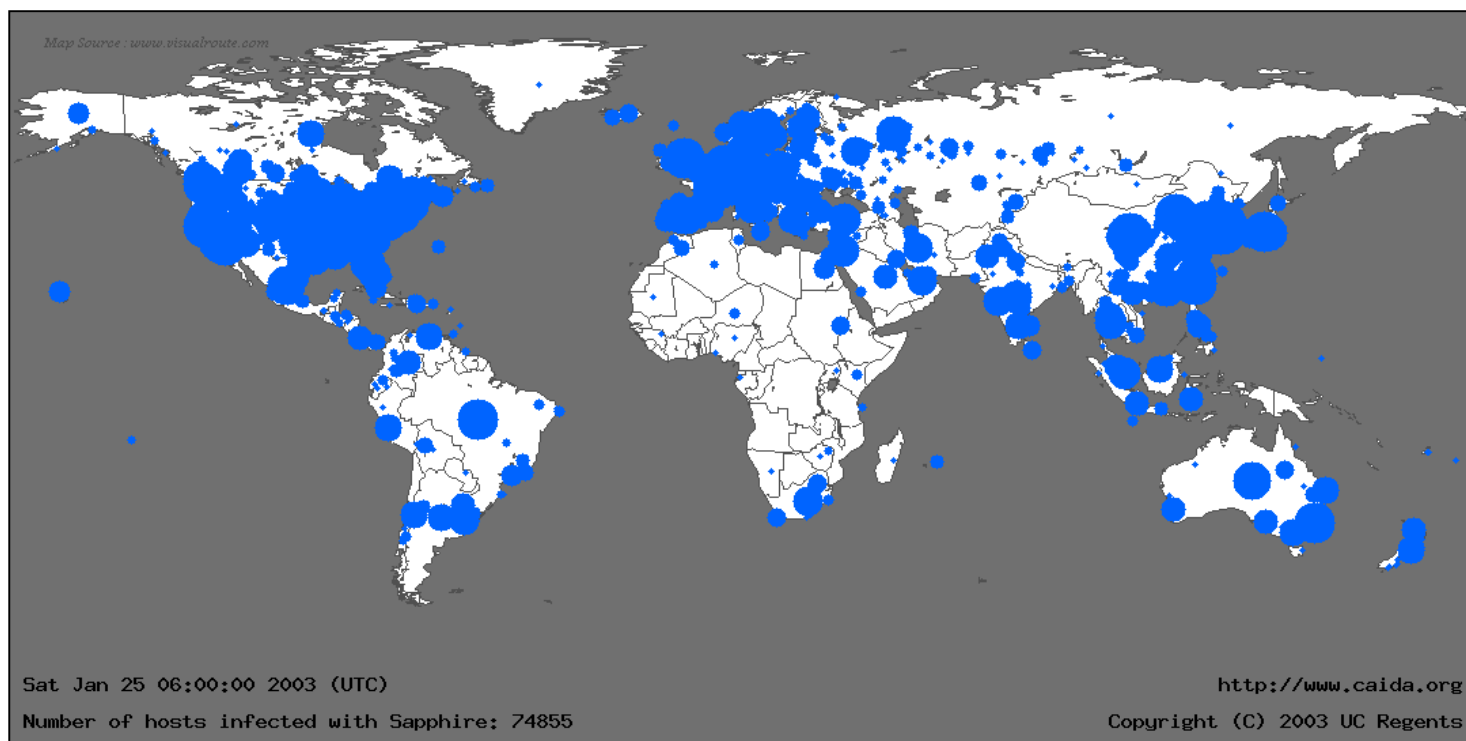 Map Source : www.visualroute.com
Sat Jan 25 06:00:00 2003 (UTC)
http://www.caida.org
Number of hosts infected with Sapphire: 74855
Copyright (C) 2003 UC Regents